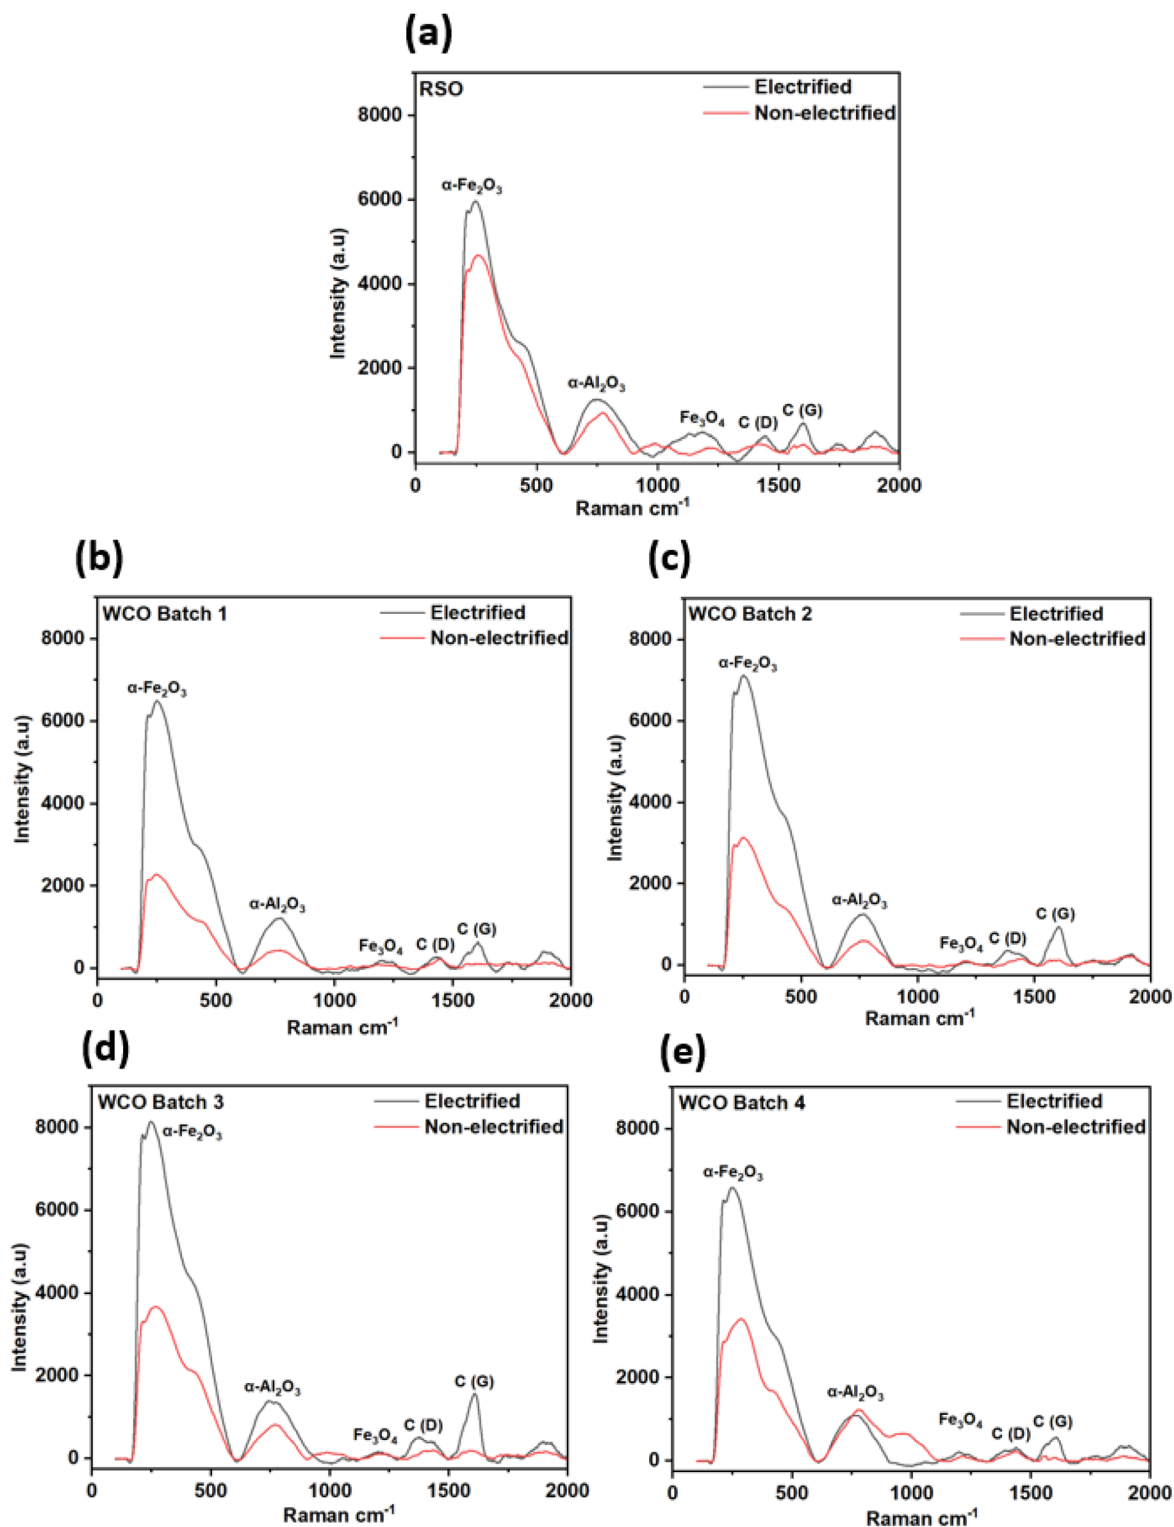 (a)
RSO
Electrified
Non-electrified
8000
6000
4000
2000
0
Intensity (a.u)
α-Fe₂O₃
α-Al₂O₃
Fe₃O₄
C (D)
C (G)
0 500 1000 1500 2000
Raman cm⁻¹
(b)
WCO Batch 1
Electrified
Non-electrified
8000
6000
4000
2000
0
Intensity (a.u)
α-Fe₂O₃
α-Al₂O₃
Fe₃O₄
C (D)
C (G)
0 500 1000 1500 2000
Raman cm⁻¹
(c)
WCO Batch 2
Electrified
Non-electrified
8000
6000
4000
2000
0
Intensity (a.u)
α-Fe₂O₃
α-Al₂O₃
Fe₃O₄
C (D)
C (G)
0 500 1000 1500 2000
Raman cm⁻¹
(d)
WCO Batch 3
Electrified
Non-electrified
8000
6000
4000
2000
0
Intensity (a.u)
α-Fe₂O₃
α-Al₂O₃
Fe₃O₄
C (D)
C (G)
0 500 1000 1500 2000
Raman cm⁻¹
(e)
WCO Batch 4
Electrified
Non-electrified
8000
6000
4000
2000
0
Intensity (a.u)
α-Fe₂O₃
α-Al₂O₃
Fe₃O₄
C (D)
C (G)
0 500 1000 1500 2000
Raman cm⁻¹